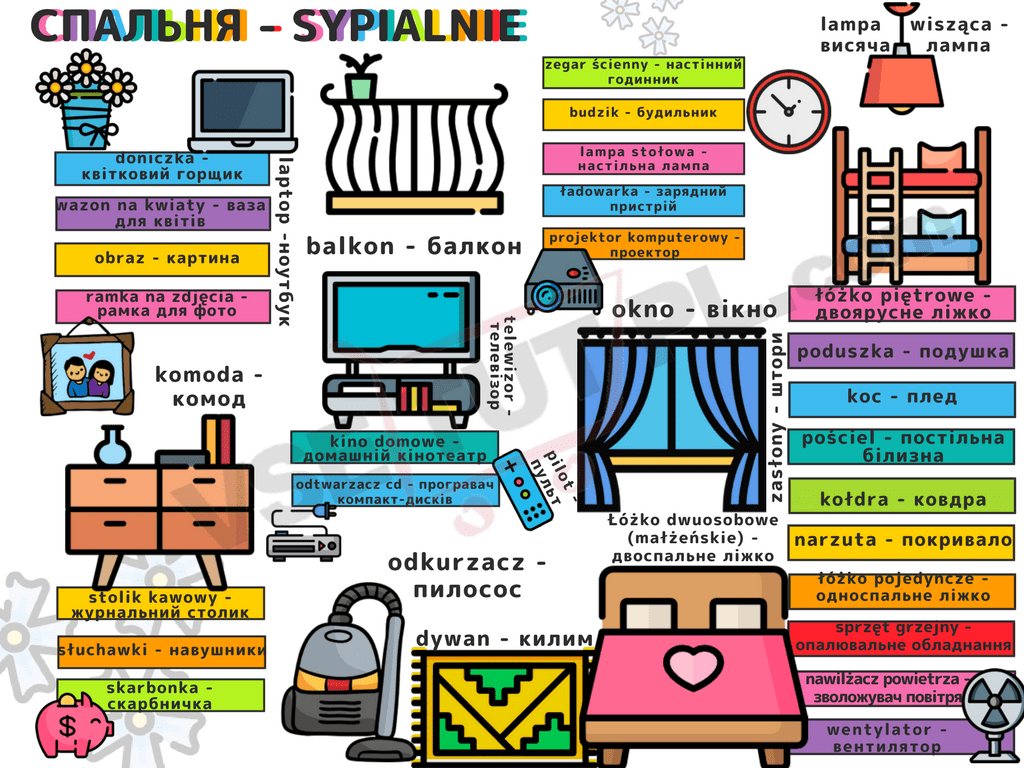 СПАЛЬНЯ – SYPIALNIE
doniczka -
квітковий горщик
wazon na kwiaty - ваза
для квітів
obraz - картина
ramka na zdjęcia -
рамка для фото
laptop -ноутбук
balkon - балкон
zegar ścienny - настінний
годинник
budzik - будильник
lampa stołowa -
настільна лампа
ładowarka - зарядний
пристрій
projektor komputerowy -
проектор
lampa wisząca -
висяча лампа
okno - вікно
łóżko piętrowe -
двоярусне ліжко
poduszka - подушка
koc - плед
pościel - постільна
білизна
kołdra - ковдра
narzuta - покривало
łóżko pojedyncze -
односпальне ліжко
sprzęt grzejny -
опалювальне обладнання
nawilżacz powietrza -
зволожувач повітря
wentylator -
вентилятор
zasłony - штори
telewizor -
телевізор
komoda -
комод
kino domowe -
домашній кінотеатр
odtwarzacz cd - програвач
компакт-дисків
pilot -
пульт
Łóżko dwuosobowe
(małżeńskie) -
двоспальне ліжко
odkurzacz -
пилосос
dywan - килим
stolik kawowy -
журнальний столик
słuchawki - навушники
skarbonka -
скарбничка
$